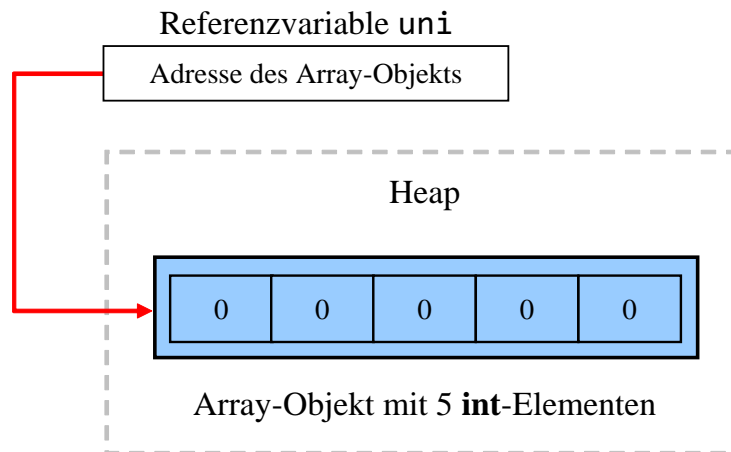 Referenzvariable uni
Adresse des Array-Objekts
Heap
0 0 0 0 0
Array-Objekt mit 5 int-Elementen